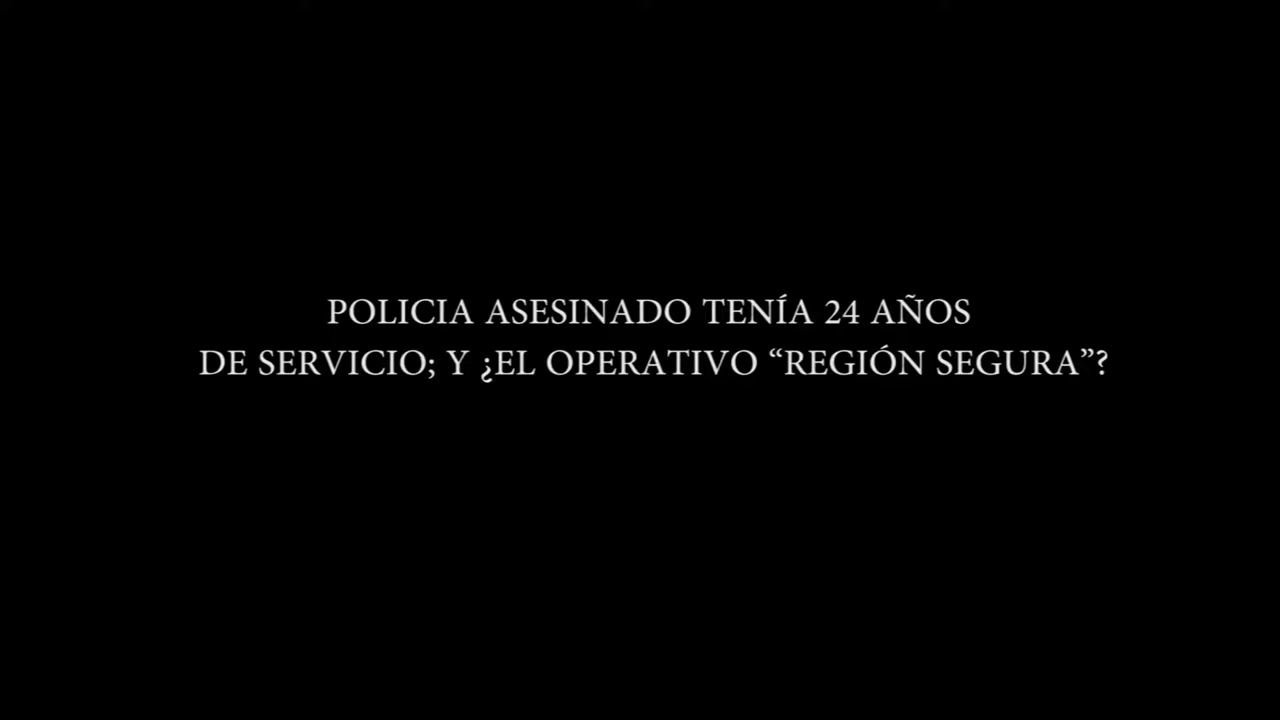 POLICIA ASESINADO TENÍA 24 AÑOS
DE SERVICIO; Y ¿EL OPERATIVO “REGIÓN SEGURA”?